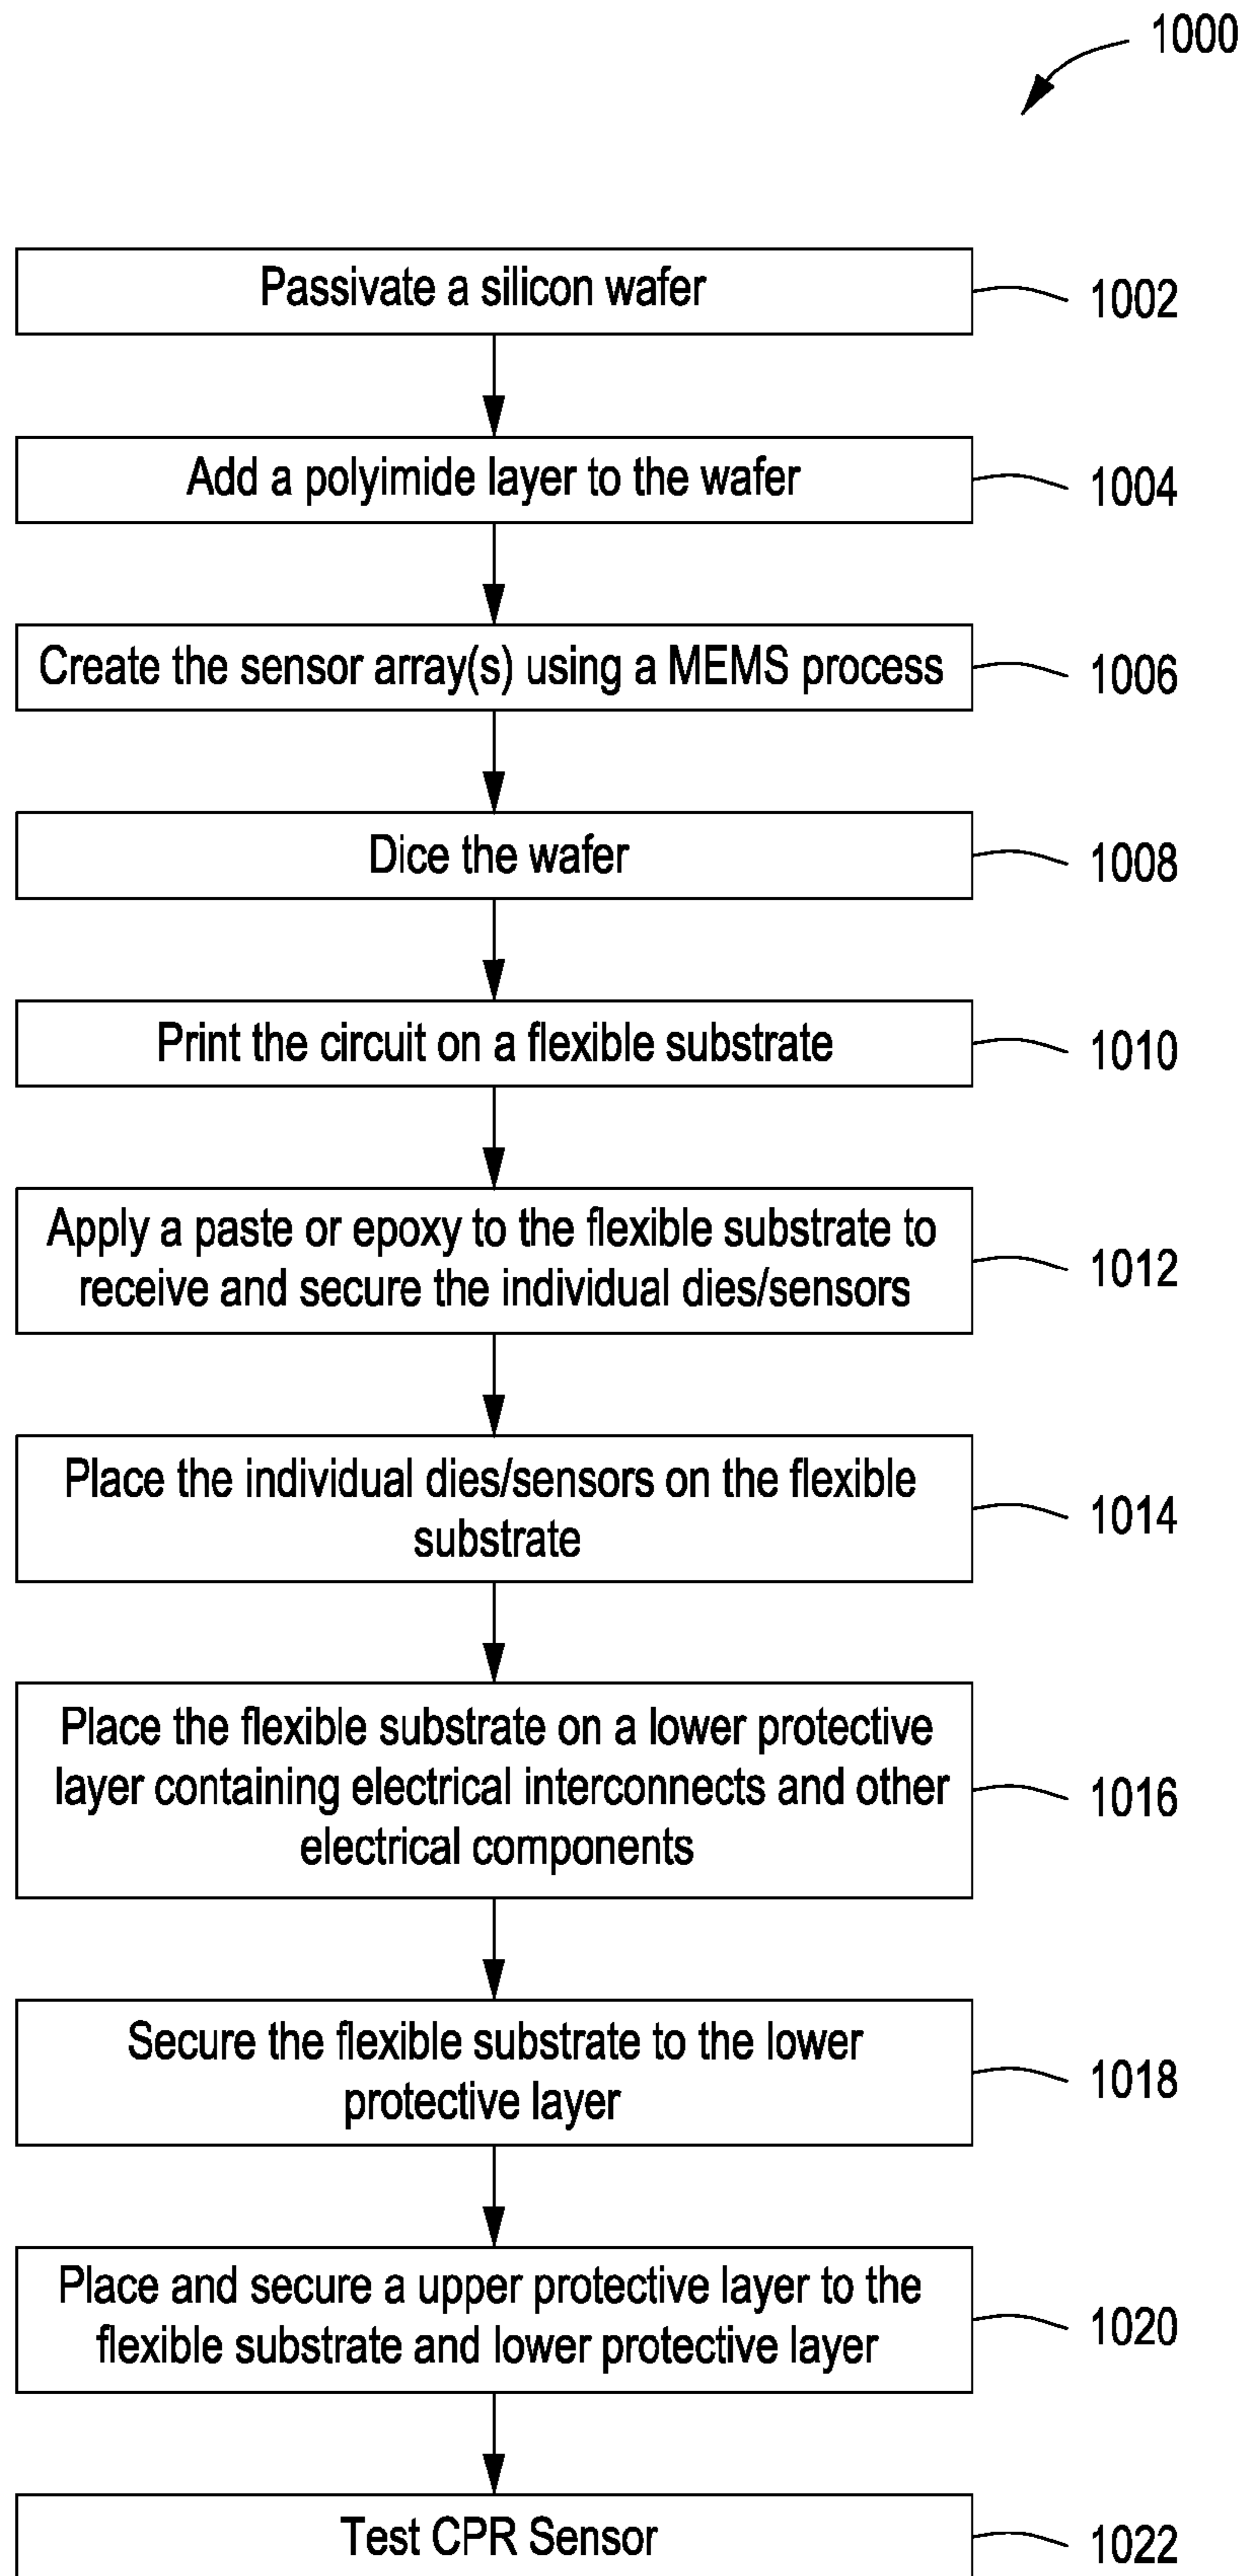 1000
Passivate a silicon wafer
1002
Add a polyimide layer to the wafer
1004
Create the sensor array(s) using a MEMS process
1006
Dice the wafer
1008
Print the circuit on a flexible substrate
1010
Apply a paste or epoxy to the flexible substrate to
receive and secure the individual dies/sensors
1012
Place the individual dies/sensors on the flexible
substrate
1014
Place the flexible substrate on a lower protective
layer containing electrical interconnects and other
electrical components
1016
Secure the flexible substrate to the lower
protective layer
1018
Place and secure a upper protective layer to the
flexible substrate and lower protective layer
1020
Test CPR Sensor
1022